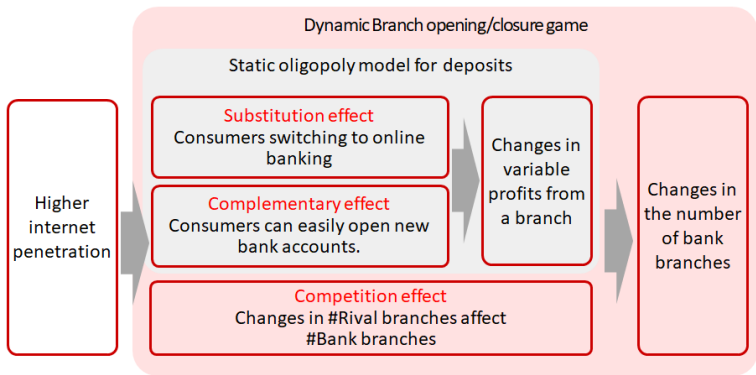 Dynamic Branch opening/closure game
Static oligopoly model for deposits
Higher
internet
penetration
Substitution effect
Consumers switching to online
banking
Complementary effect
Consumers can easily open new
bank accounts.
Changes in
variable
profits from
a branch
Competition effect
Changes in #Rival branches affect
#Bank branches
Changes in
the number
of bank
branches